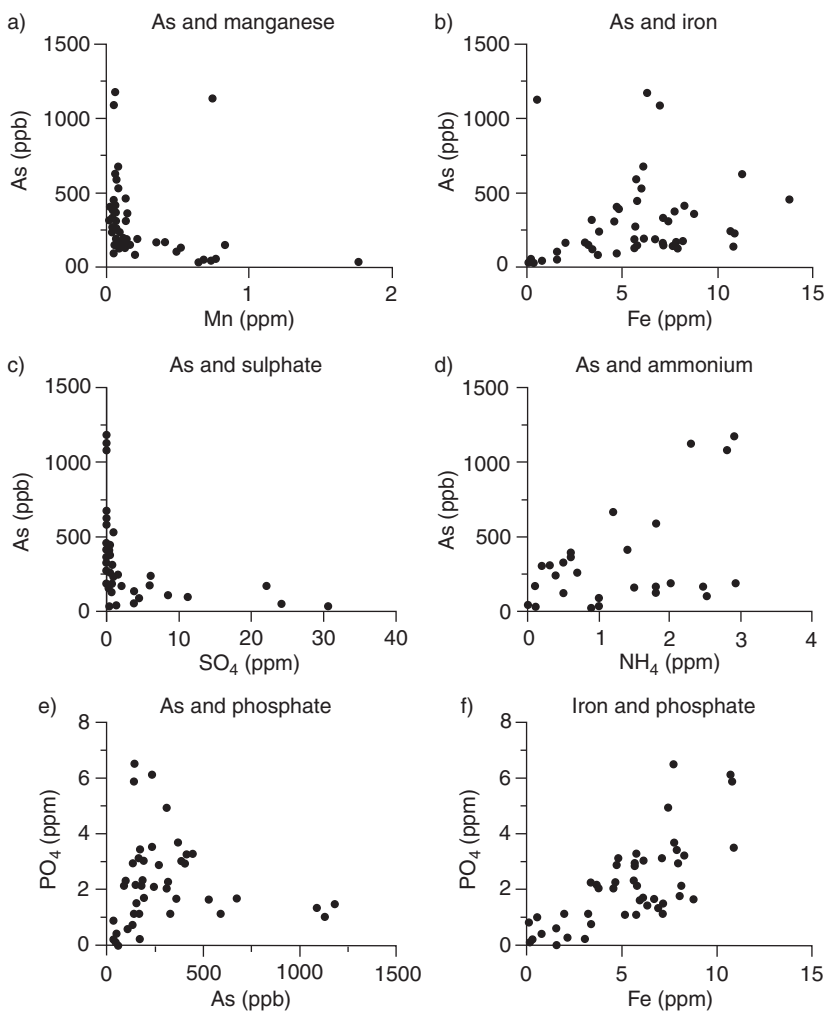 a) As and manganese
1500
1000
500
00
As (ppb)
0 1 2
Mn (ppm)
b) As and iron
1500
1000
500
0
As (ppb)
0 5 10 15
Fe (ppm)
c) As and sulphate
1500
1000
500
0
As (ppb)
0 10 20 30 40
SO₄ (ppm)
d) As and ammonium
1500
1000
500
0
As (ppb)
0 1 2 3 4
NH₄ (ppm)
e) As and phosphate
8
6
4
2
0
PO₄ (ppm)
0 500 1000 1500
As (ppb)
f) Iron and phosphate
8
6
4
2
0
PO₄ (ppm)
0 5 10 15
Fe (ppm)